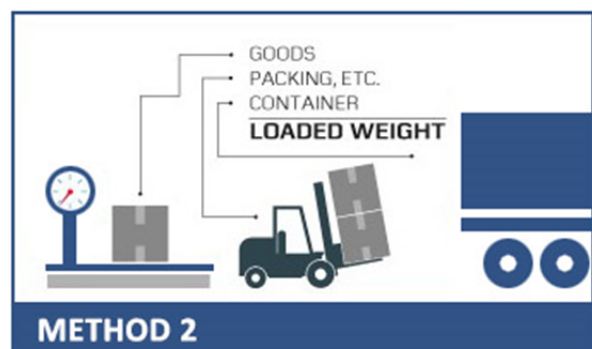 GOODS
PACKING, ETC.
CONTAINER
LOADED WEIGHT
METHOD 2